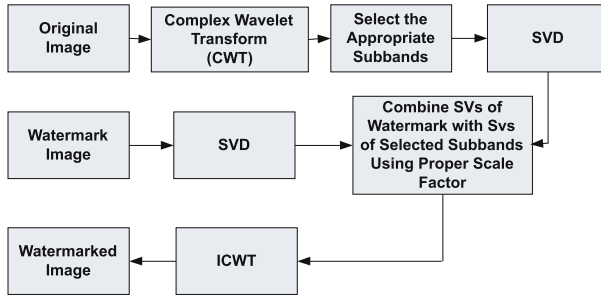 Original
Image
Complex Wavelet
Transform
(CWT)
Select the
Appropriate
Subbands
SVD
Watermark
Image
SVD
Combine SVs of
Watermark with Svs
of Selected Subbands
Using Proper Scale
Factor
Watermarked
Image
ICWT